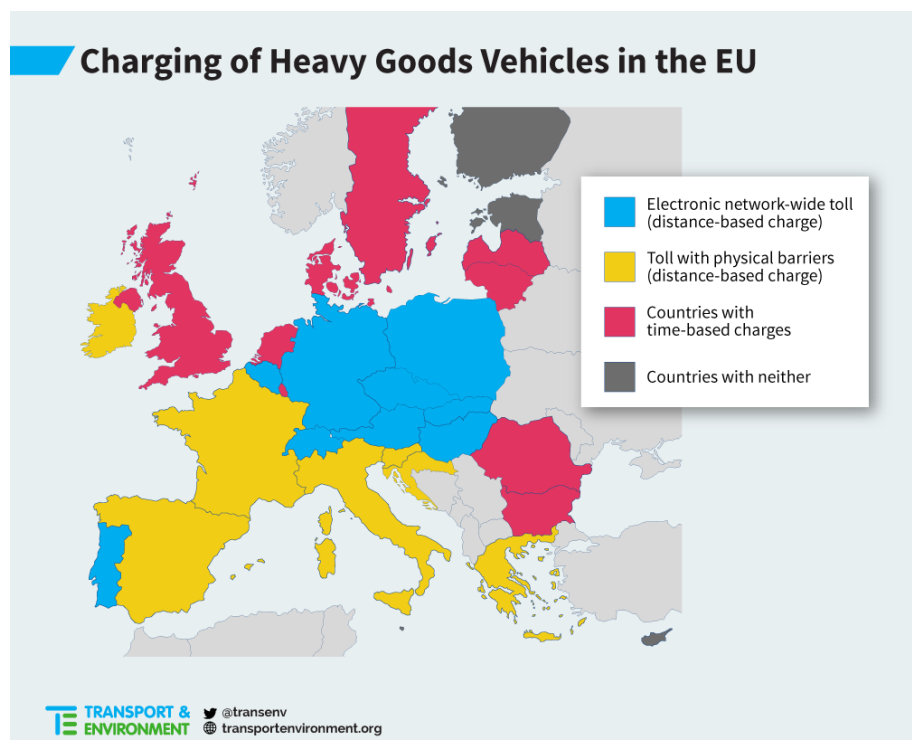 Charging of Heavy Goods Vehicles in the EU
Electronic network-wide toll
(distance-based charge)
Toll with physical barriers
(distance-based charge)
Countries with
time-based charges
Countries with neither
TRANSPORT &
ENVIRONMENT
@transenv
transportenvironment.org